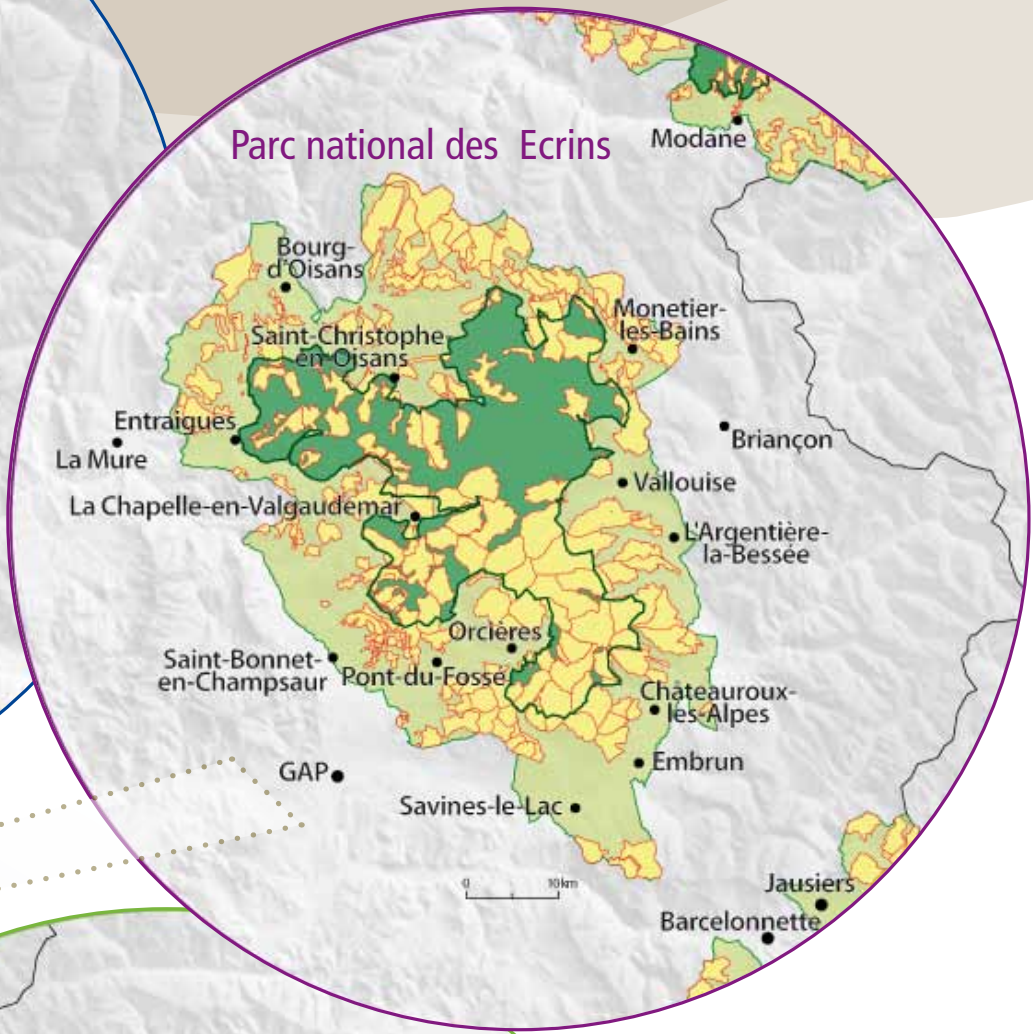 Parc national des Ecrins
Modane
Bourg-
d'Oisans
Monetier-
les-Bains
Saint-Christophe
en-Oisans
Entraigues
La Mure
Briançon
Vallouise
La Chapelle-en-Valgaudemar
L'Argentière-
la-Bessée
Orcières
Saint-Bonnet-
en-Champsaur
Pont-du-Fossé
Châteauroux-
les-Alpes
Embrun
GAP
Savines-le-Lac
0 10km
Jausiers
Barcelonnette